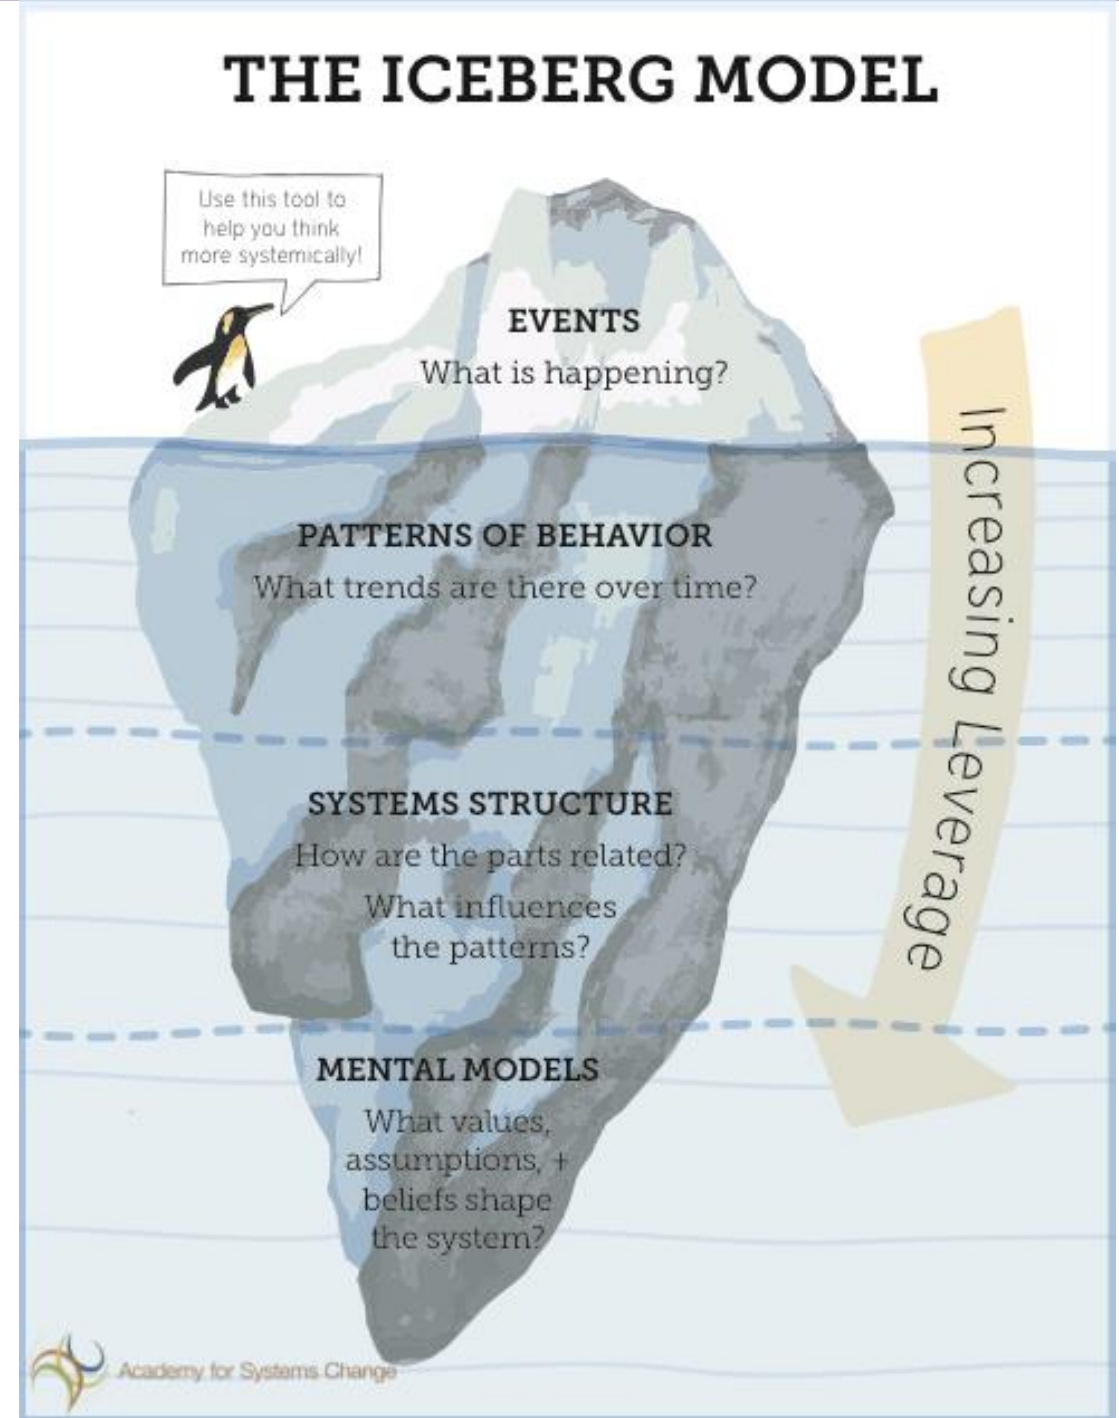 THE ICEBERG MODEL
Use this tool to
help you think
more systemically!
EVENTS
What is happening?
PATTERNS OF BEHAVIOR
What trends are there over time?
SYSTEMS STRUCTURE
How are the parts related?
What influences
the patterns?
MENTAL MODELS
What values,
assumptions, +
beliefs shape
the system?
Increasing Leverage
Academy for Systems Change